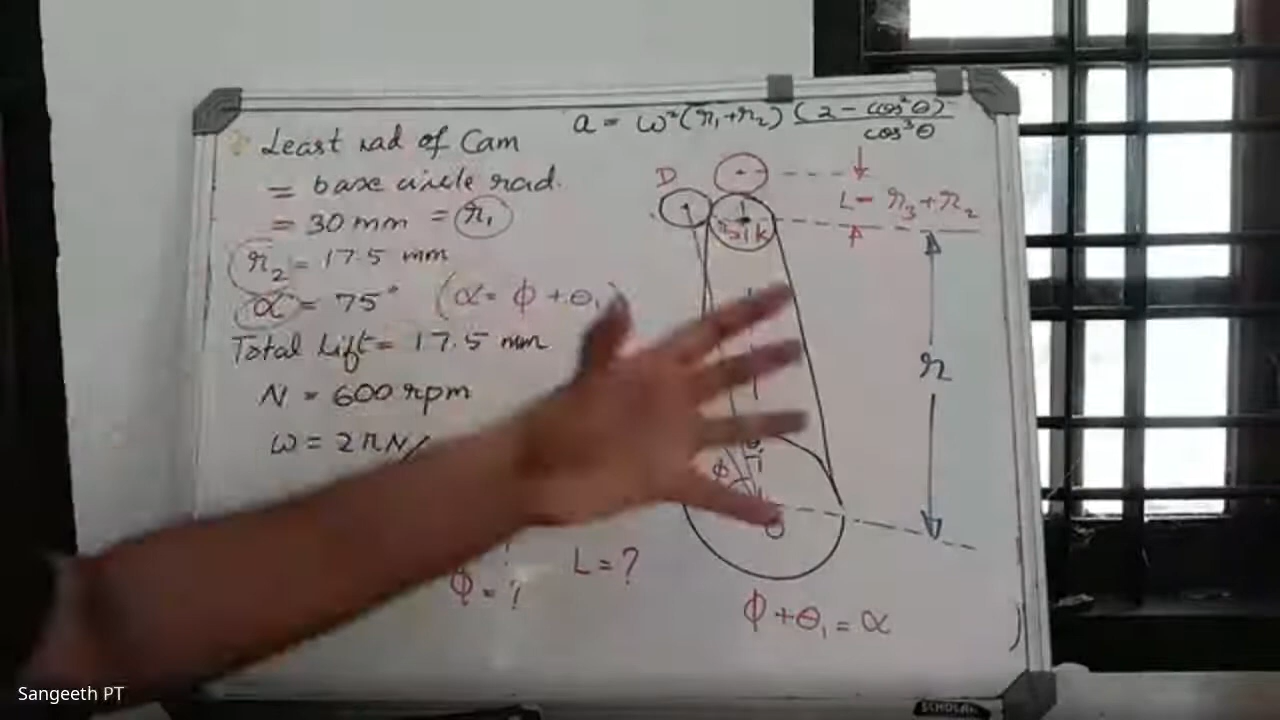 Least rad of Cam
= base circle rad.
= 30 mm = r₁
r₂ = 17.5 mm
α = 75° (α = ϕ + θ₁)
Total Lift = 17.5 mm
N = 600 rpm
ω = 2πN/
ϕ = ?
L = ?
a = ω²(r₁+r₂) (2 - cos²θ)
cos³θ
D
L = r₃ + r₂
K
r
ϕ
O
ϕ + θ₁ = α
Sangeeth PT